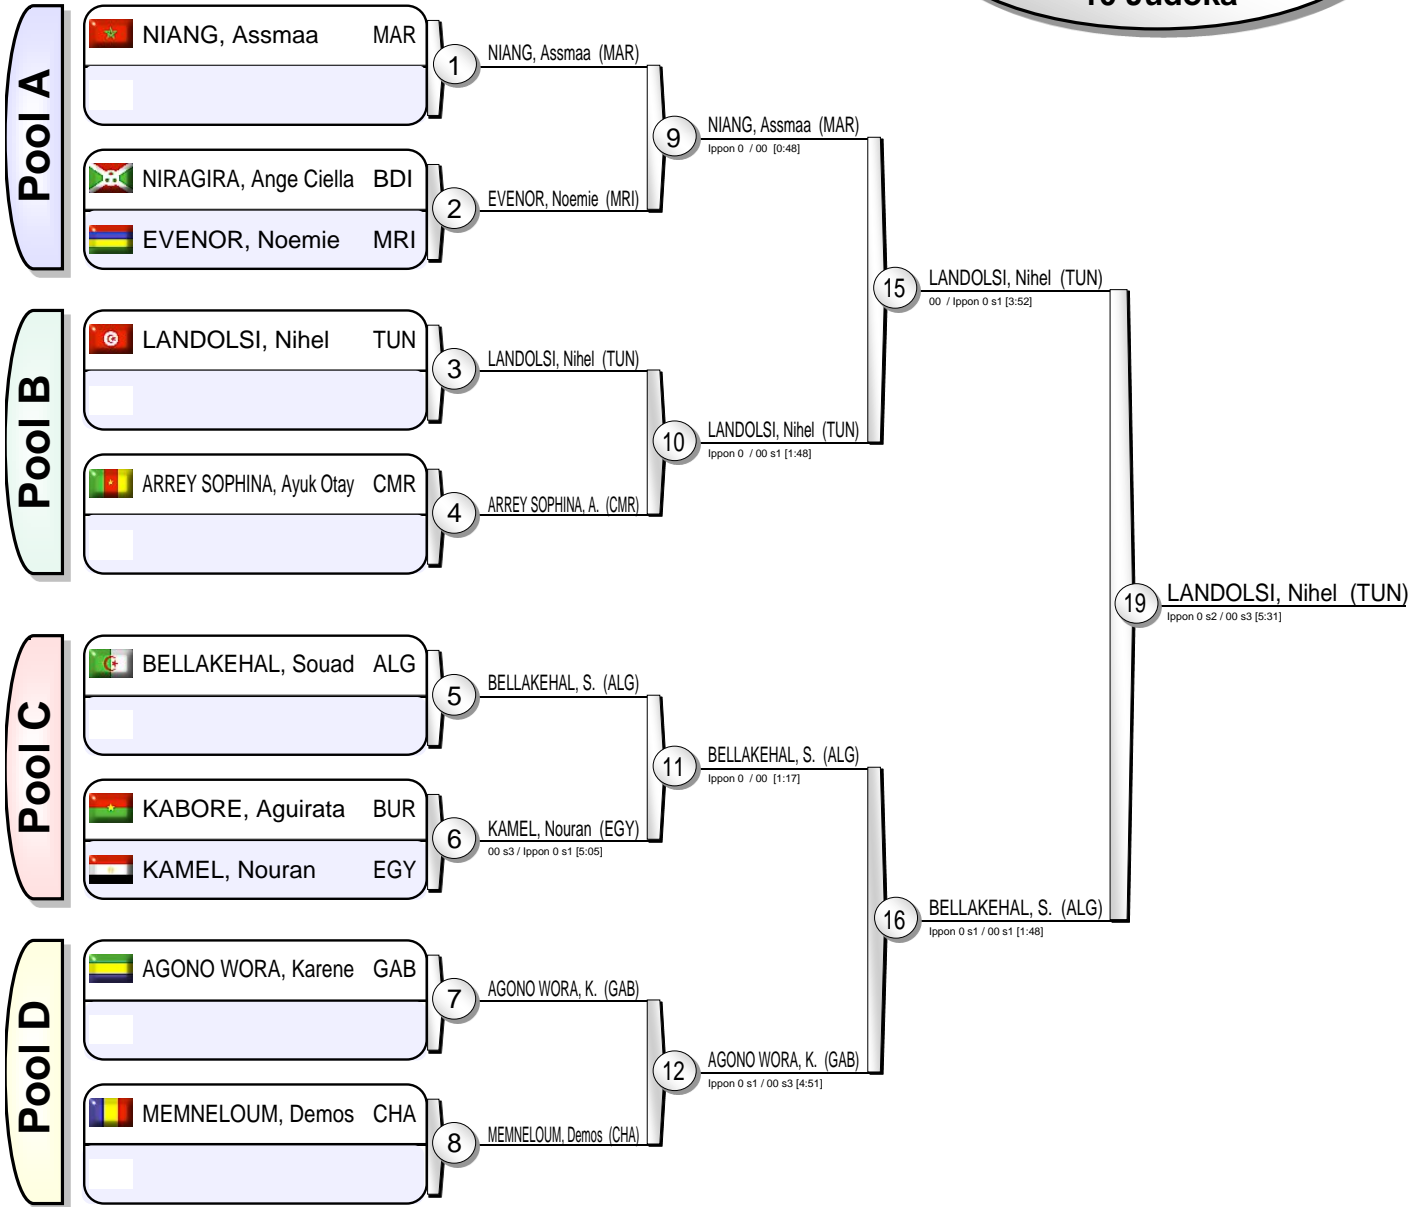 10 Judoka
Pool A
NIANG, Assmaa MAR
NIRAGIRA, Ange Ciella BDI
EVENOR, Noemie MRI
1
NIANG, Assmaa (MAR)
2
EVENOR, Noemie (MRI)
9
NIANG, Assmaa (MAR)
Ippon 0 / 00 [0:48]
Pool B
LANDOLSI, Nihel TUN
ARREY SOPHINA, Ayuk Otay CMR
3
LANDOLSI, Nihel (TUN)
4
ARREY SOPHINA, A. (CMR)
10
LANDOLSI, Nihel (TUN)
Ippon 0 / 00 s1 [1:48]
15
LANDOLSI, Nihel (TUN)
00 / Ippon 0 s1 [3:52]
Pool C
BELLAKEHAL, Souad ALG
KABORE, Aguirata BUR
KAMEL, Nouran EGY
5
BELLAKEHAL, S. (ALG)
6
KAMEL, Nouran (EGY)
00 s3 / Ippon 0 s1 [5:05]
11
BELLAKEHAL, S. (ALG)
Ippon 0 / 00 [1:17]
Pool D
AGONO WORA, Karene GAB
MEMNELOUM, Demos CHA
7
AGONO WORA, K. (GAB)
8
MEMNELOUM, Demos (CHA)
12
AGONO WORA, K. (GAB)
Ippon 0 s1 / 00 s3 [4:51]
16
BELLAKEHAL, S. (ALG)
Ippon 0 s1 / 00 s1 [1:48]
19
LANDOLSI, Nihel (TUN)
Ippon 0 s2 / 00 s3 [5:31]